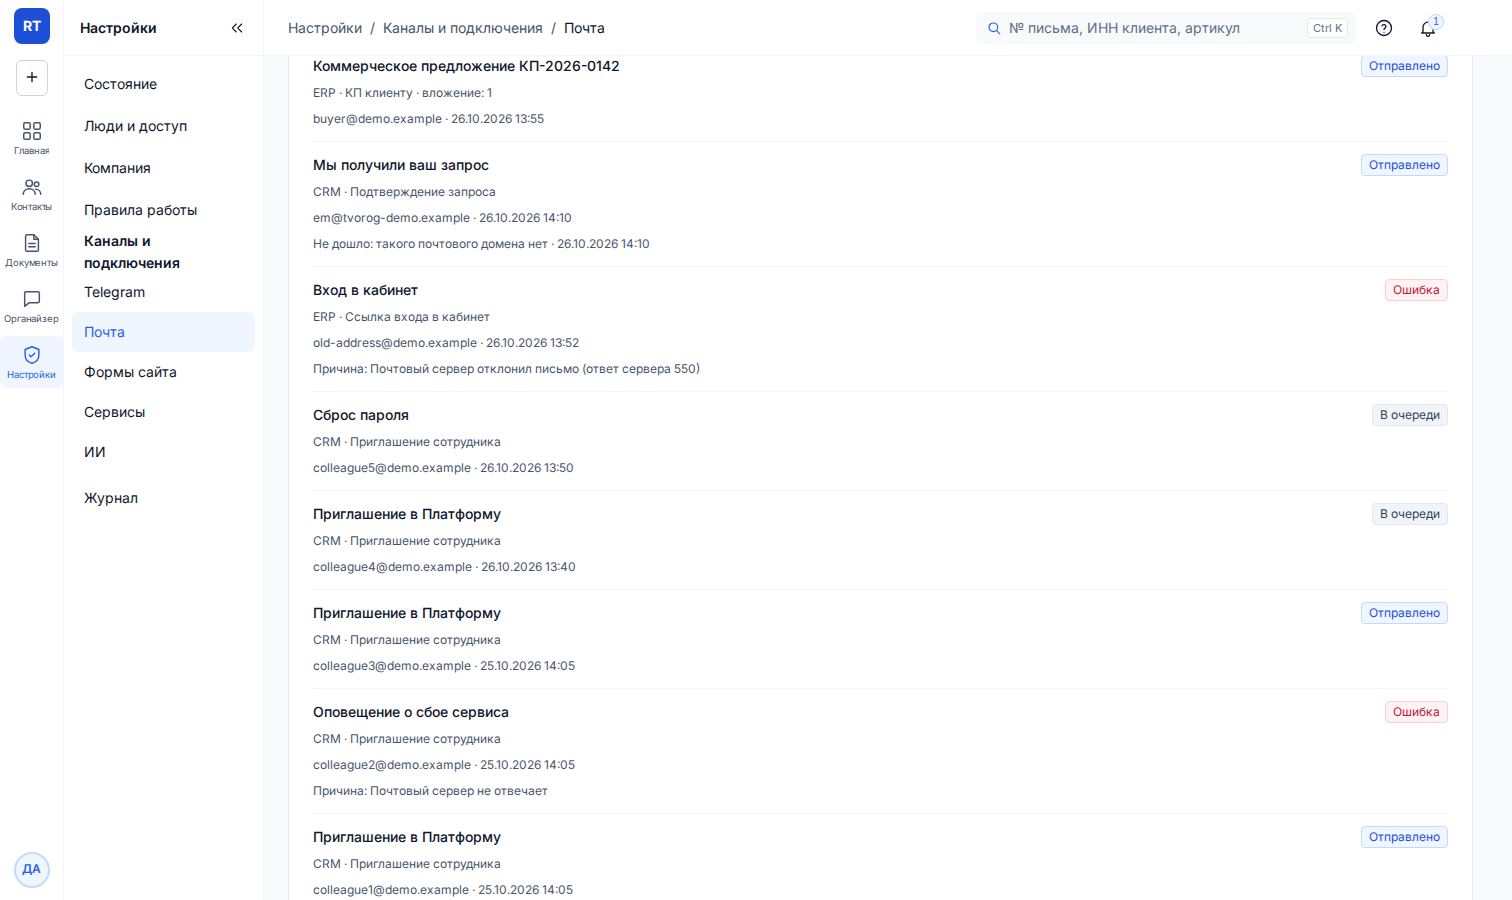 RT
Настройки
Настройки / Каналы и подключения / Почта
№ письма, ИНН клиента, артикул
Ctrl K
1
Главная
Контакты
Документы
Органайзер
Настройки
ДА
Состояние
Люди и доступ
Компания
Правила работы
Каналы и
подключения
Telegram
Почта
Формы сайта
Сервисы
ИИ
Журнал
Коммерческое предложение КП-2026-0142
Отправлено
ERP · КП клиенту · вложение: 1
buyer@demo.example · 26.10.2026 13:55
Мы получили ваш запрос
Отправлено
CRM · Подтверждение запроса
em@tvorog-demo.example · 26.10.2026 14:10
Не дошло: такого почтового домена нет · 26.10.2026 14:10
Вход в кабинет
Ошибка
ERP · Ссылка входа в кабинет
old-address@demo.example · 26.10.2026 13:52
Причина: Почтовый сервер отклонил письмо (ответ сервера 550)
Сброс пароля
В очереди
CRM · Приглашение сотрудника
colleague5@demo.example · 26.10.2026 13:50
Приглашение в Платформу
В очереди
CRM · Приглашение сотрудника
colleague4@demo.example · 26.10.2026 13:40
Приглашение в Платформу
Отправлено
CRM · Приглашение сотрудника
colleague3@demo.example · 25.10.2026 14:05
Оповещение о сбое сервиса
Ошибка
CRM · Приглашение сотрудника
colleague2@demo.example · 25.10.2026 14:05
Причина: Почтовый сервер не отвечает
Приглашение в Платформу
Отправлено
CRM · Приглашение сотрудника
colleague1@demo.example · 25.10.2026 14:05